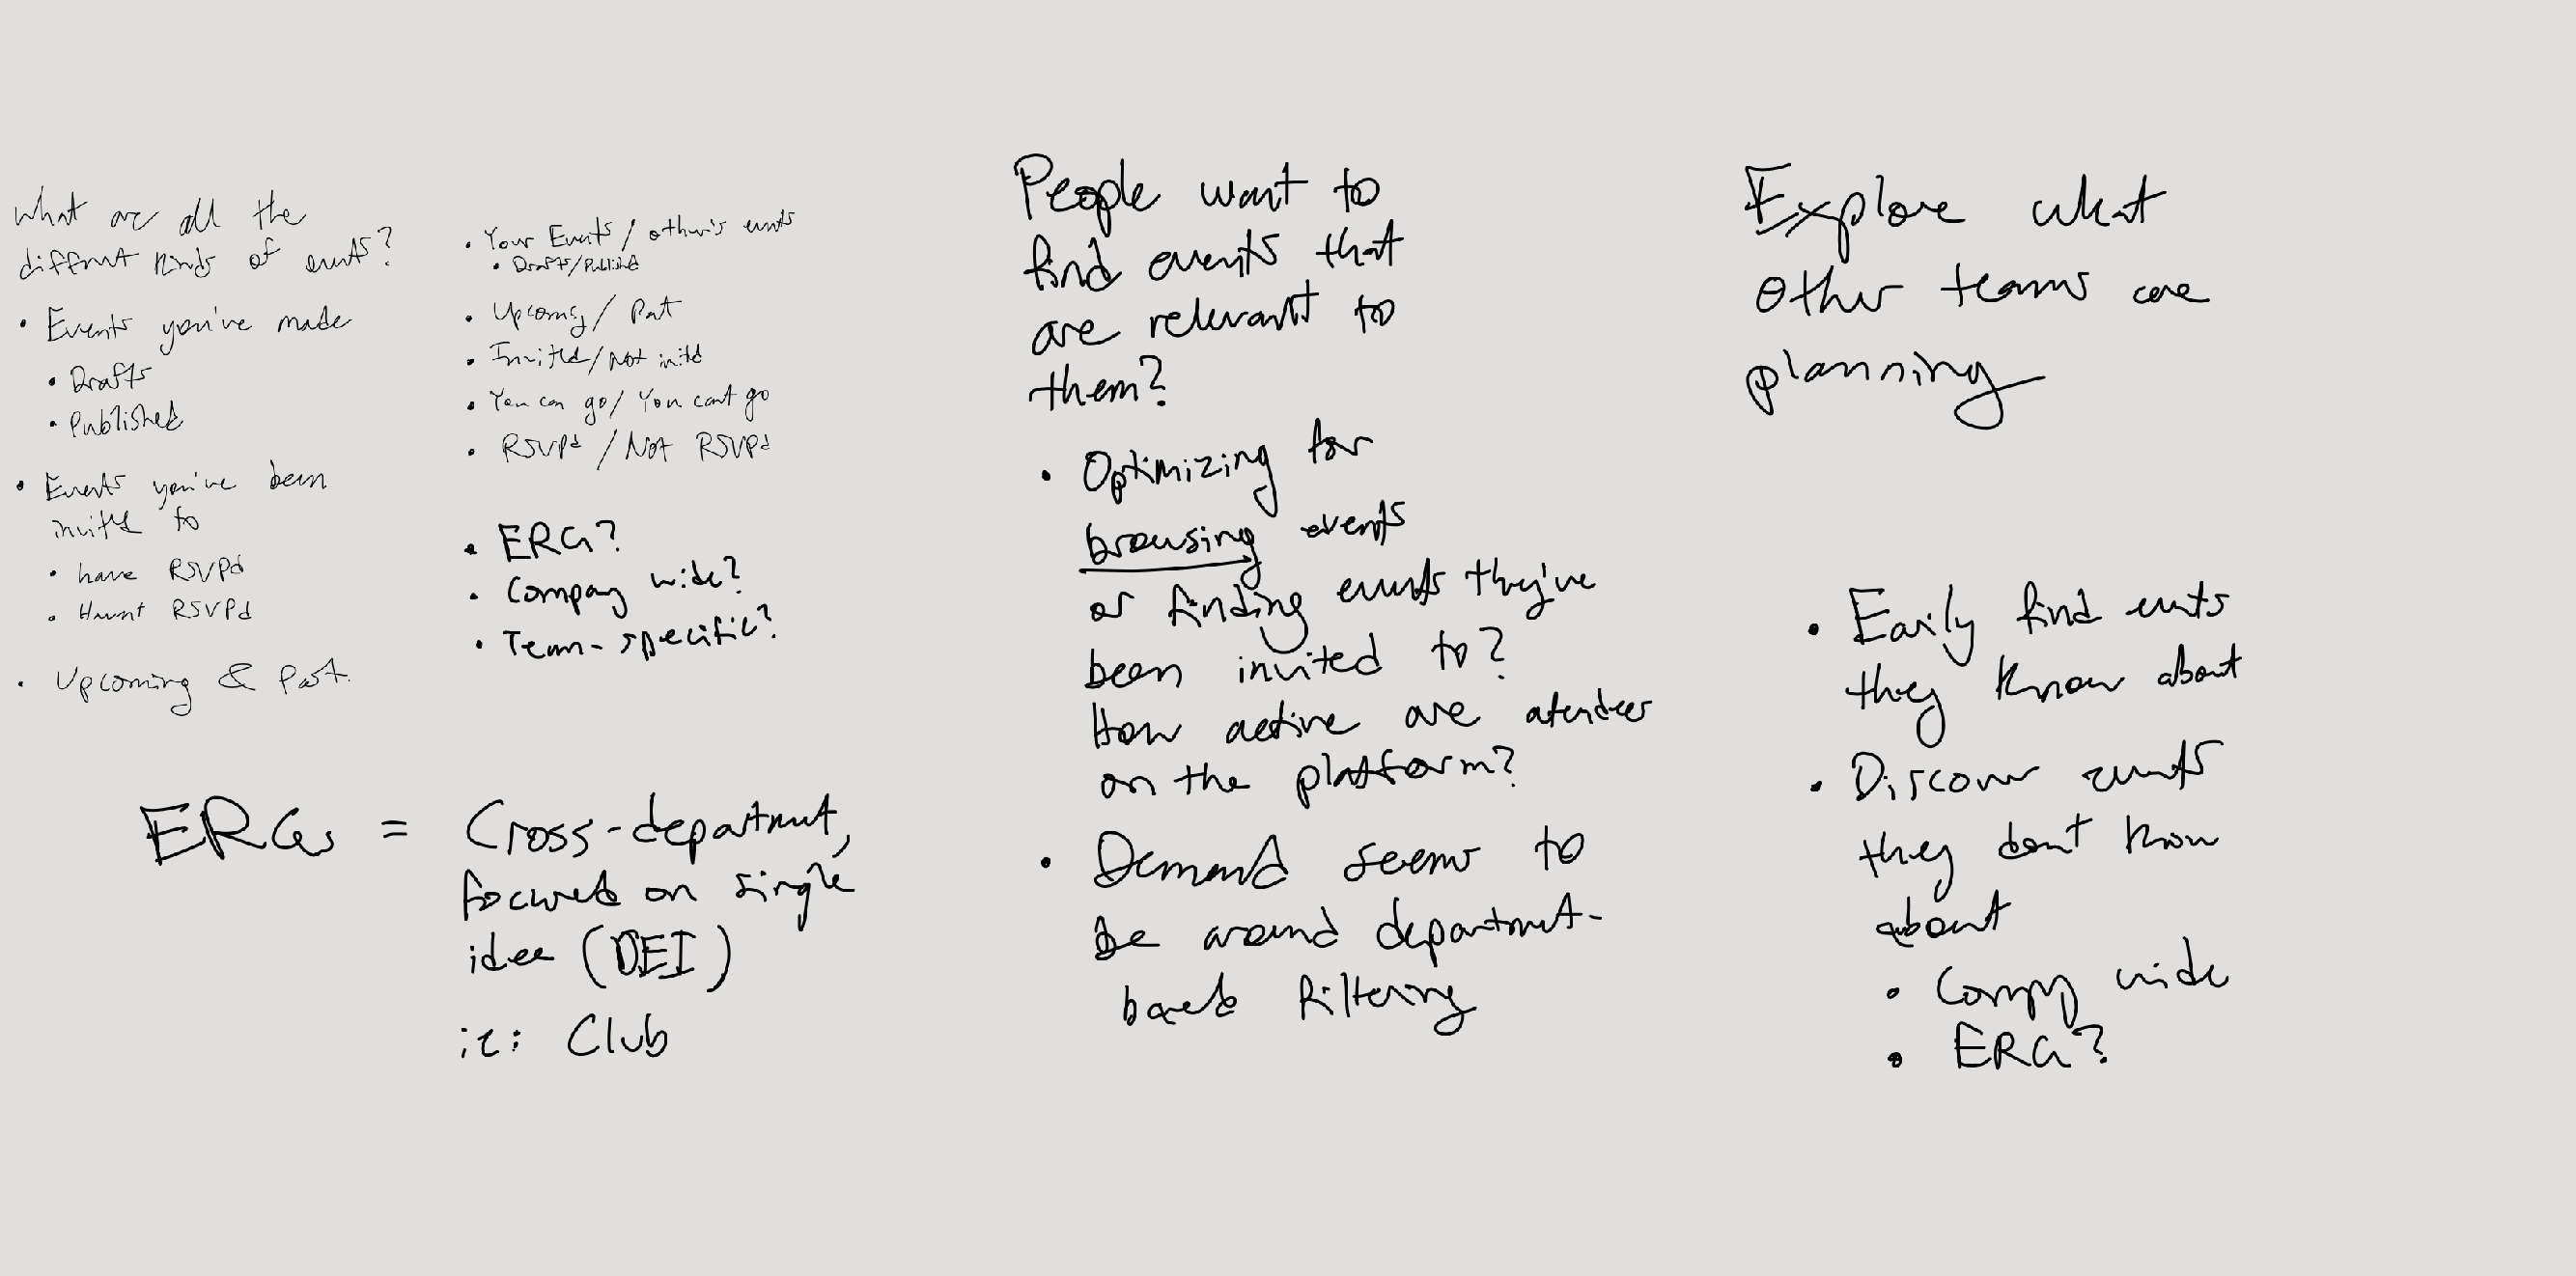 What are all the
different kinds of events?
• Events you've made
• Drafts
• Published
• Events you've been
invited to
• have RSVPd
• Havent RSVPd
• Upcoming & Past.
• Your Events / other's events
• Drafts/Published
• Upcoming / Past
• Invited / Not invited
• You can go / You cant go
• RSVPd / Not RSVPd
• ERG?
• Company wide?
• Team-specific?
ERGs = Cross-department,
focused on single
idea (DEI)
ie: Club
People want to
find events that
are relevant to
them?
• Optimizing for
browsing events
or finding events they've
been invited to?
How active are atendees
on the platform?
• Demand seems to
be around department-
based filtering
Explore what
other teams are
planning
• Easily find events
they know about
• Discover events
they dont know
about
• Company wide
• ERG?